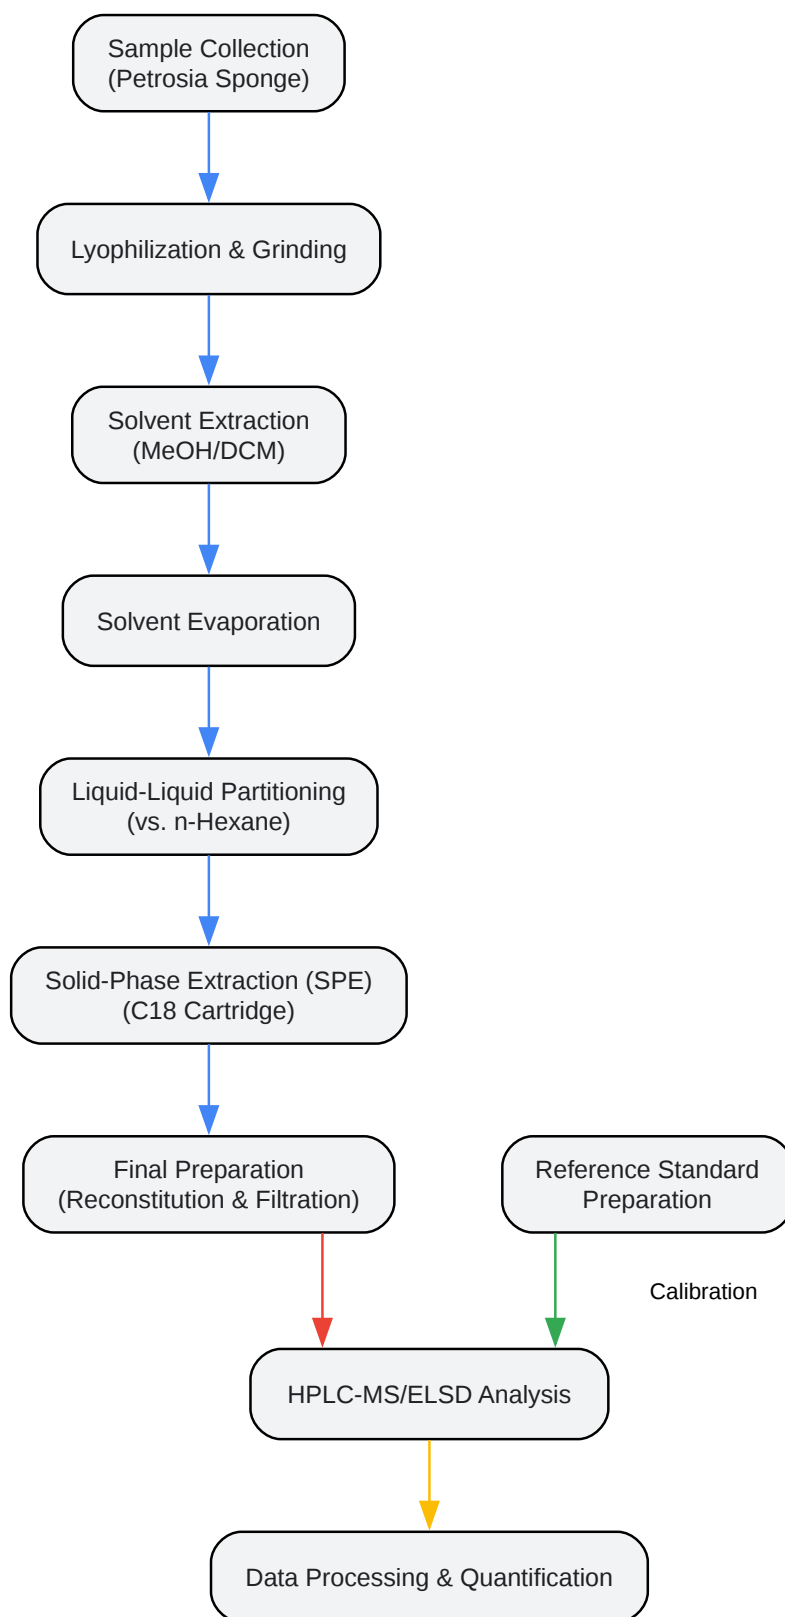 Sample Collection
(Petrosia Sponge)
Lyophilization & Grinding
Solvent Extraction
(MeOH/DCM)
Solvent Evaporation
Liquid-Liquid Partitioning
(vs. n-Hexane)
Solid-Phase Extraction (SPE)
(C18 Cartridge)
Final Preparation
(Reconstitution & Filtration)
Reference Standard
Preparation
Calibration
HPLC-MS/ELSD Analysis
Data Processing & Quantification